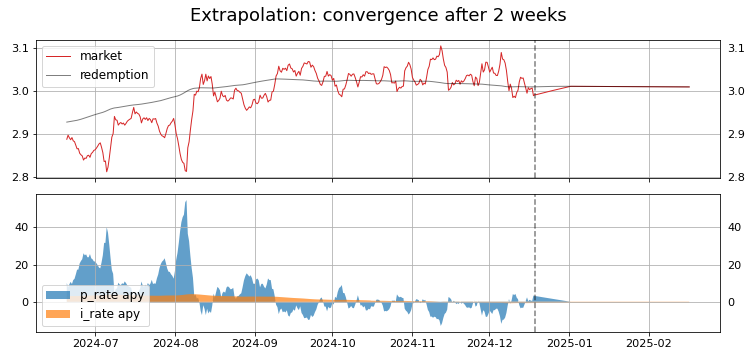 Extrapolation: convergence after 2 weeks
3.1 3.1
market
redemption
3.0 3.0
2.9 2.9
2.8 2.8
40 40
20 20
p_rate apy
i_rate apy
0 0
2024-07 2024-08 2024-09 2024-10 2024-11 2024-12 2025-01 2025-02